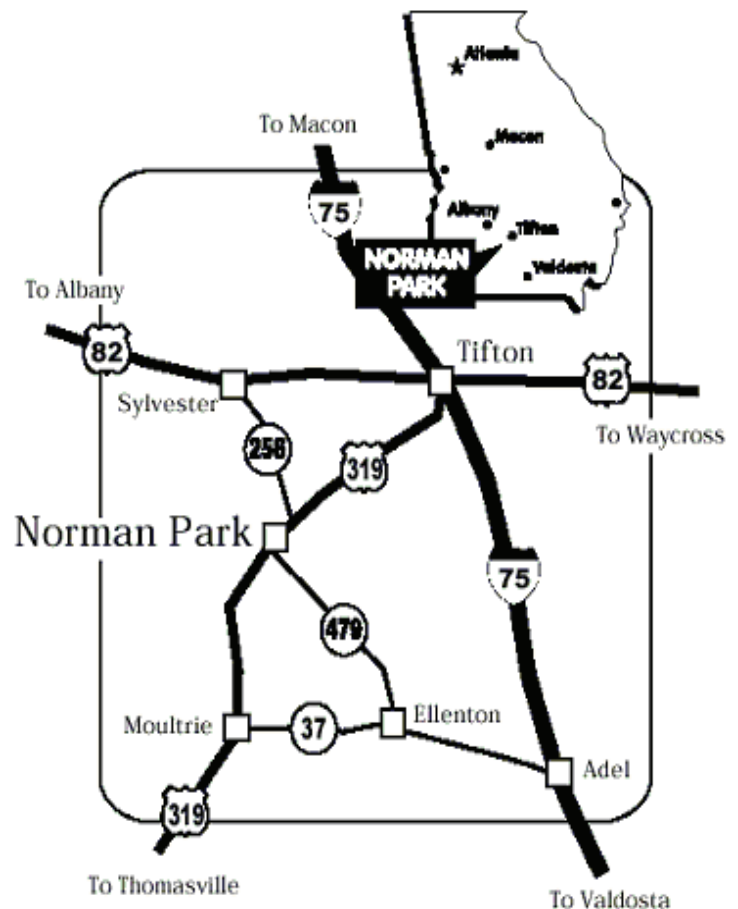 Atlanta
To Macon
Macon
75
Albany
Tifton
NORMAN
PARK
Valdosta
To Albany
82
Tifton
82
Sylvester
To Waycross
256
319
Norman Park
75
479
Moultrie
37
Ellenton
Adel
319
To Thomasville
To Valdosta